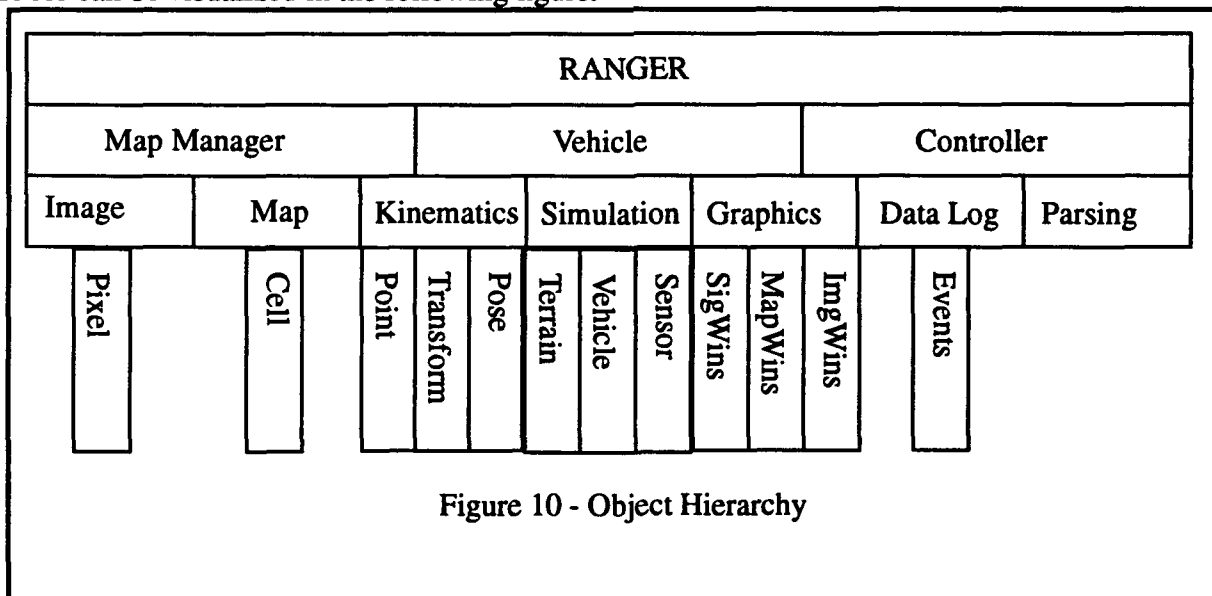 RANGER
Map Manager Vehicle Controller
Image Map Kinematics Simulation Graphics Data Log Parsing
Pixel Cell Point Transform Pose Terrain Vehicle Sensor SigWins MapWins ImgWins Events
Figure 10 - Object Hierarchy